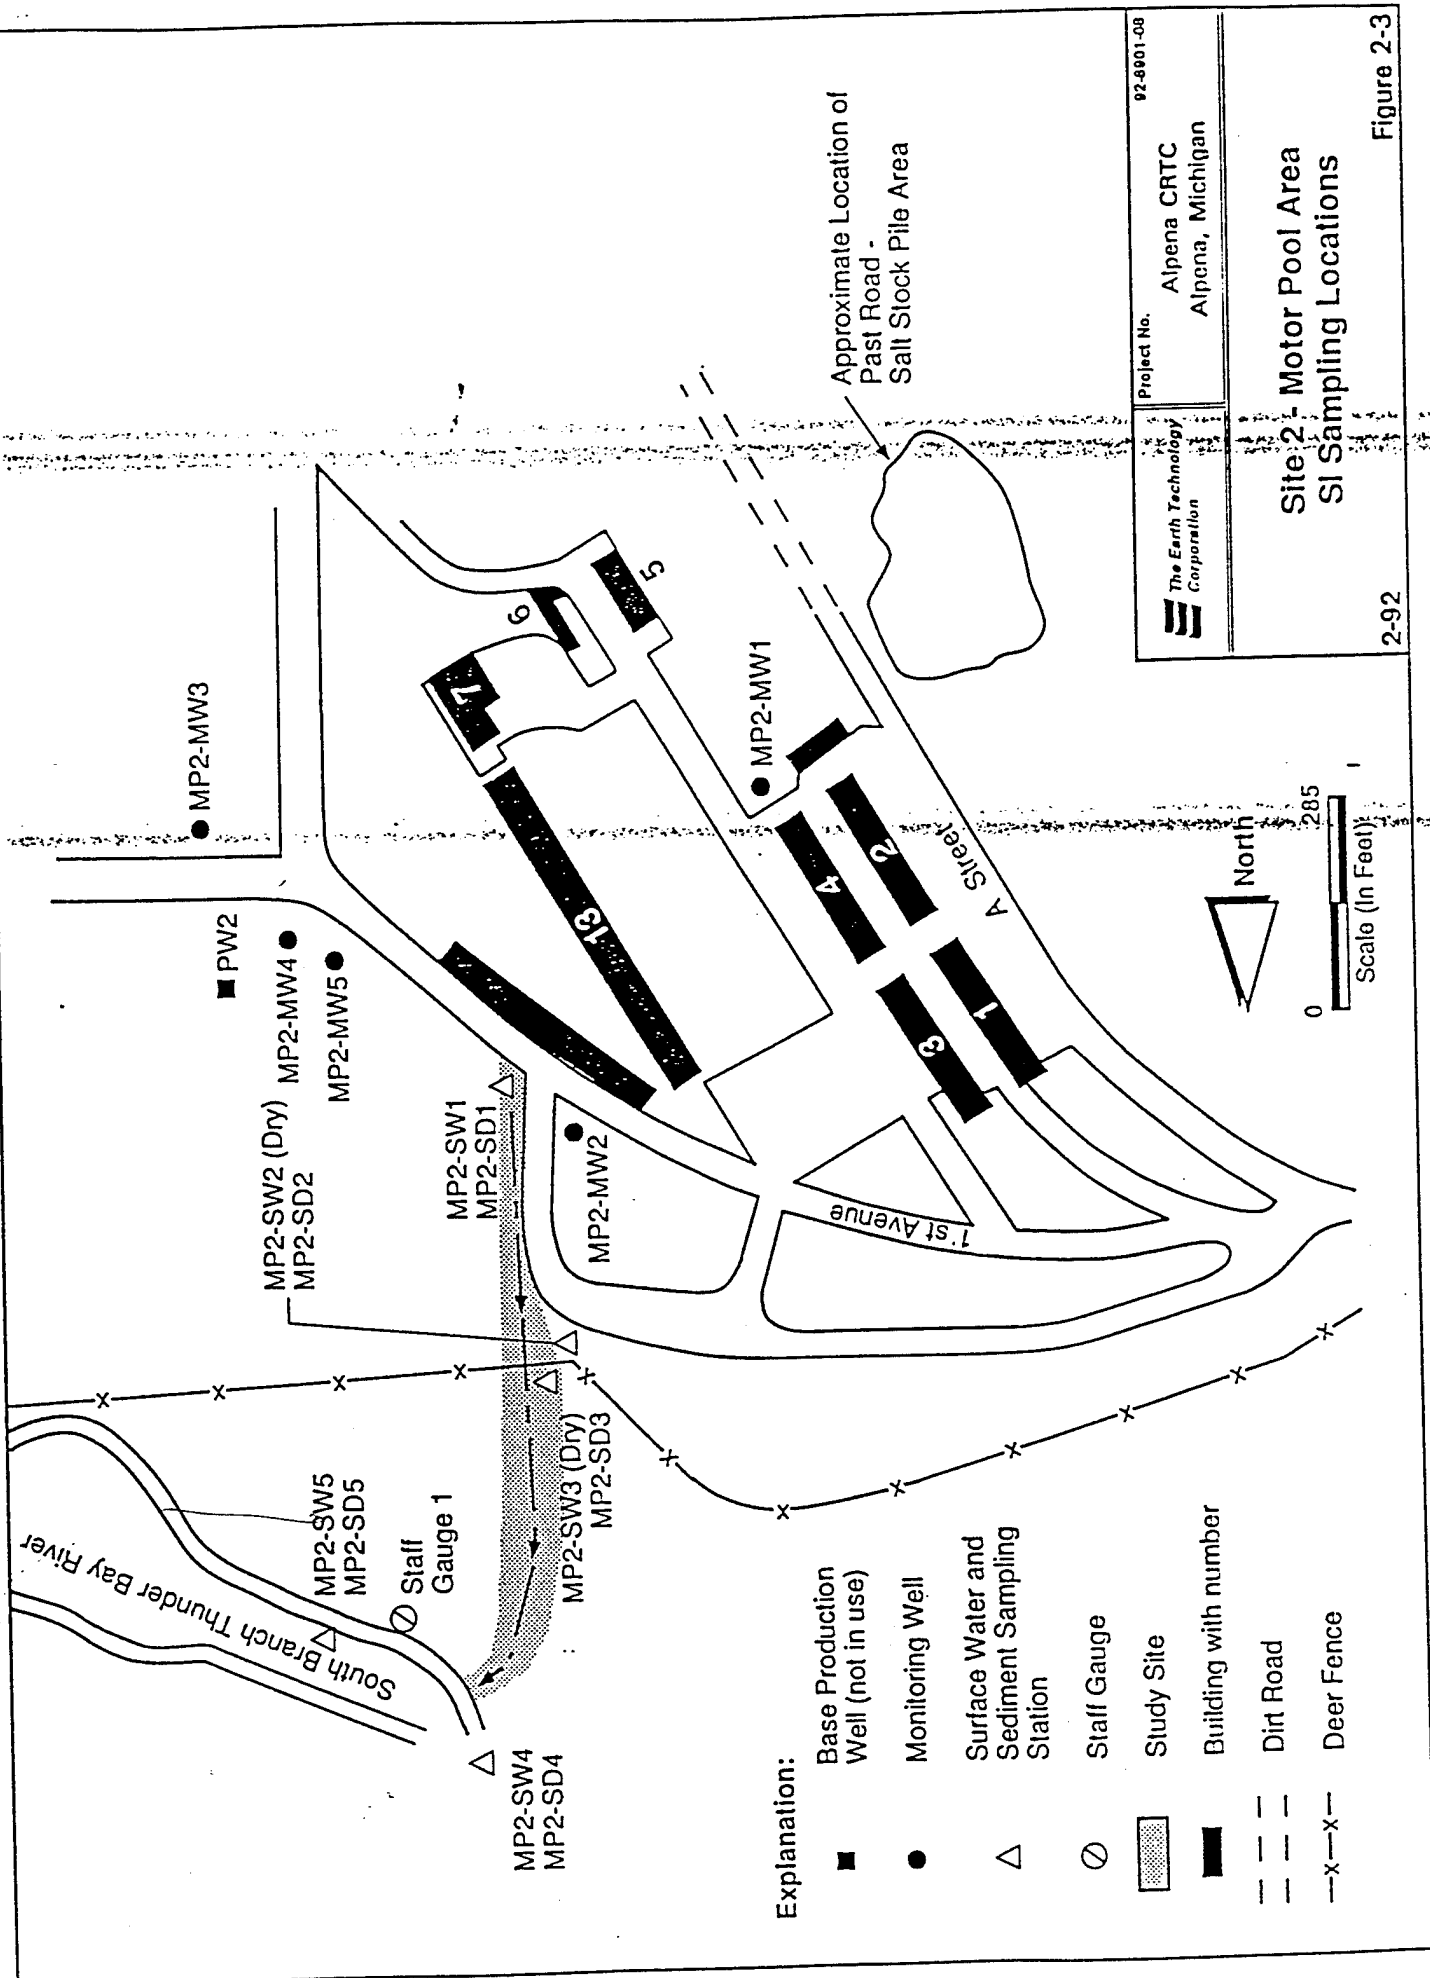 South Branch Thunder Bay River
MP2-SW4
MP2-SD4
MP2-SW5
MP2-SD5
Staff
Gauge 1
MP2-SW3 (Dry)
MP2-SD3
MP2-SW2 (Dry)
MP2-SD2
MP2-SW1
MP2-SD1
MP2-MW2
PW2
MP2-MW4
MP2-MW5
MP2-MW3
MP2-MW1
1'st Avenue
A Street
13
7
6
5
4
2
3
1
Approximate Location of
Past Road -
Salt Stock Pile Area
North
0
285
Scale (In Feet)
Explanation:
Base Production
Well (not in use)
Monitoring Well
Surface Water and
Sediment Sampling
Station
Staff Gauge
Study Site
Building with number
Dirt Road
—x—x— Deer Fence
The Earth Technology
Corporation
Project No.
92-8901-08
Alpena CRTC
Alpena, Michigan
Site 2 - Motor Pool Area
SI Sampling Locations
2-92
Figure 2-3